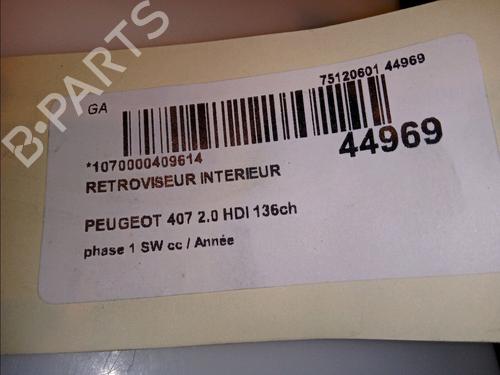 B-PARTS
GA
75120601 44969
*1070000409614
44969
RETROVISEUR INTERIEUR
PEUGEOT 407 2.0 HDI 136ch
phase 1 SW cc / Année